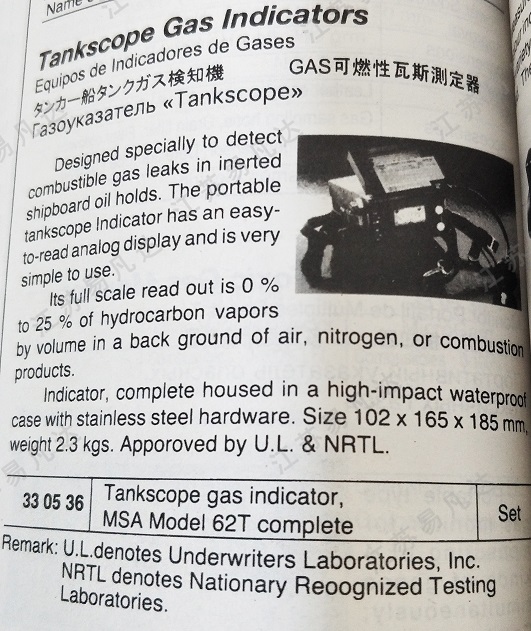 Name
Tankscope Gas Indicators
Equipos de Indicadores de Gases
タンカー船タンクガス検知機 GAS可燃性瓦斯測定器
Газоуказатель «Tankscope»
Designed specially to detect
combustible gas leaks in inerted
shipboard oil holds. The portable
tankscope Indicator has an easy-
to-read analog display and is very
simple to use.
Its full scale read out is 0 %
to 25 % of hydrocarbon vapors
by volume in a back ground of air, nitrogen, or combustion
products.
Indicator, complete housed in a high-impact waterproof
case with stainless steel hardware. Size 102 x 165 x 185 mm,
weight 2.3 kgs. Apporoved by U.L. & NRTL.
33 05 36 Tankscope gas indicator, Set
MSA Model 62T complete
Remark: U.L.denotes Underwriters Laboratories, Inc.
NRTL denotes Nationary Reoognized Testing
Laboratories.